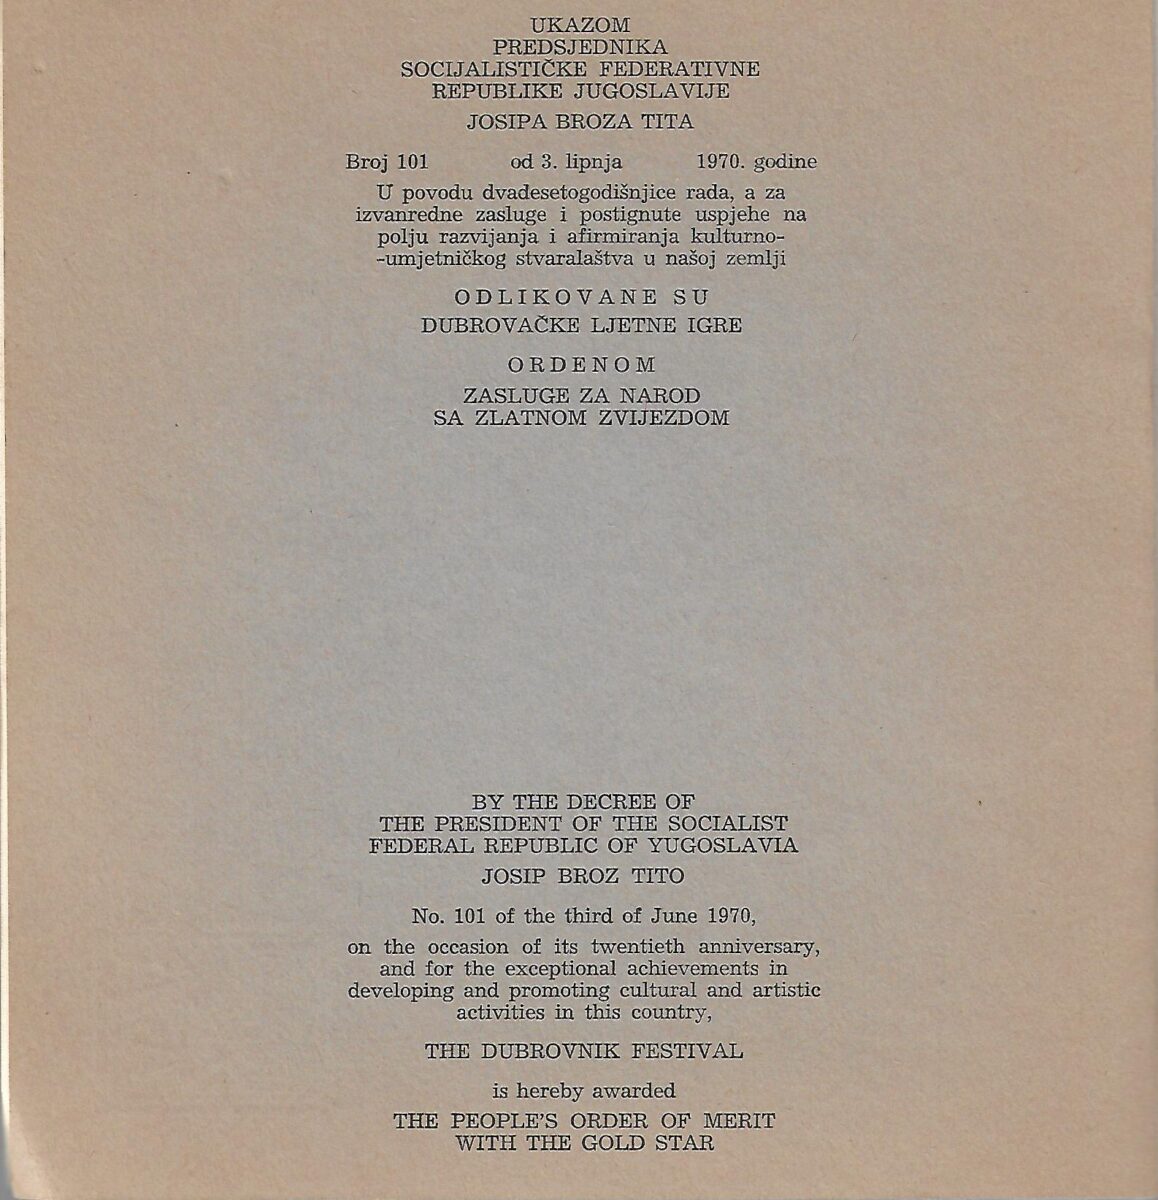 UKAZOM
PREDSJEDNIKA
SOCIJALISTIČKE FEDERATIVNE
REPUBLIKE JUGOSLAVIJE
JOSIPA BROZA TITA
Broj 101 od 3. lipnja 1970. godine
U povodu dvadesetogodišnjice rada, a za
izvanredne zasluge i postignute uspjehe na
polju razvijanja i afirmiranja kulturno-
-umjetničkog stvaralaštva u našoj zemlji
ODLIKOVANE SU
DUBROVAČKE LJETNE IGRE
ORDENOM
ZASLUGE ZA NAROD
SA ZLATNOM ZVIJEZDOM
BY THE DECREE OF
THE PRESIDENT OF THE SOCIALIST
FEDERAL REPUBLIC OF YUGOSLAVIA
JOSIP BROZ TITO
No. 101 of the third of June 1970,
on the occasion of its twentieth anniversary,
and for the exceptional achievements in
developing and promoting cultural and artistic
activities in this country,
THE DUBROVNIK FESTIVAL
is hereby awarded
THE PEOPLE'S ORDER OF MERIT
WITH THE GOLD STAR